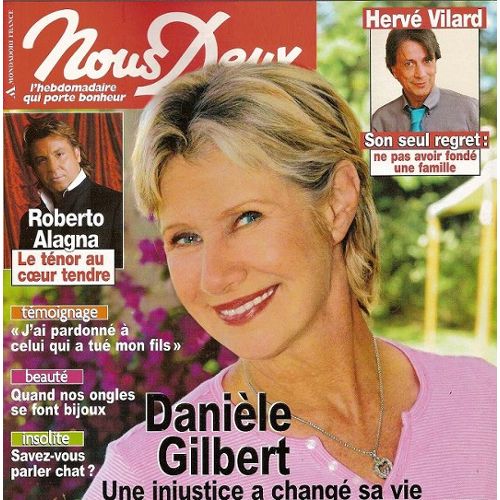 A MONDADORI FRANCE
Nous Deux
l'hebdomadaire
qui porte bonheur
Hervé Vilard
Son seul regret :
ne pas avoir fondé
une famille
Roberto
Alagna
Le ténor au
cœur tendre
témoignage
« J'ai pardonné à
celui qui a tué mon fils »
beauté
Quand nos ongles
se font bijoux
insolite
Savez-vous
parler chat ?
Danièle
Gilbert
Une injustice a changé sa vie